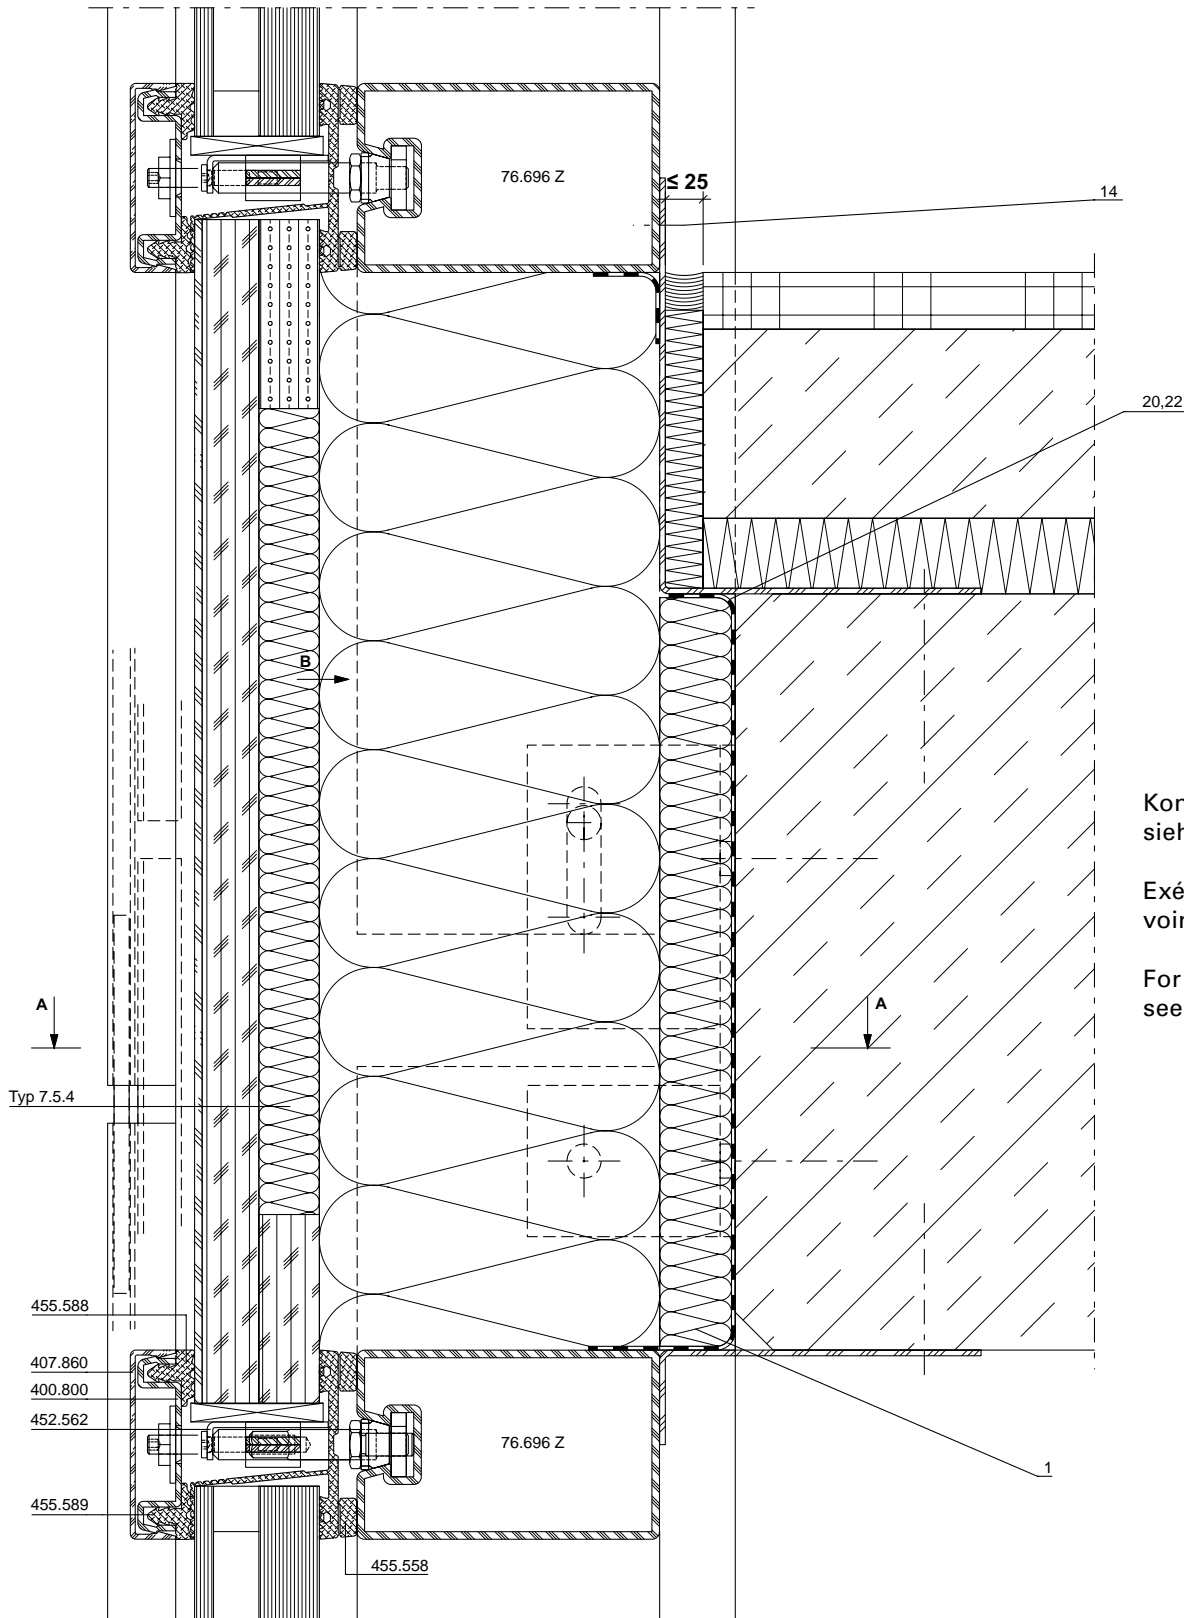 76.696 Z
≤ 25
14
20,22
B
Kon
sieh
Exé
voir
For
see
A
A
Typ 7.5.4
455.588
407.860
400.800
452.562
76.696 Z
1
455.589
455.558